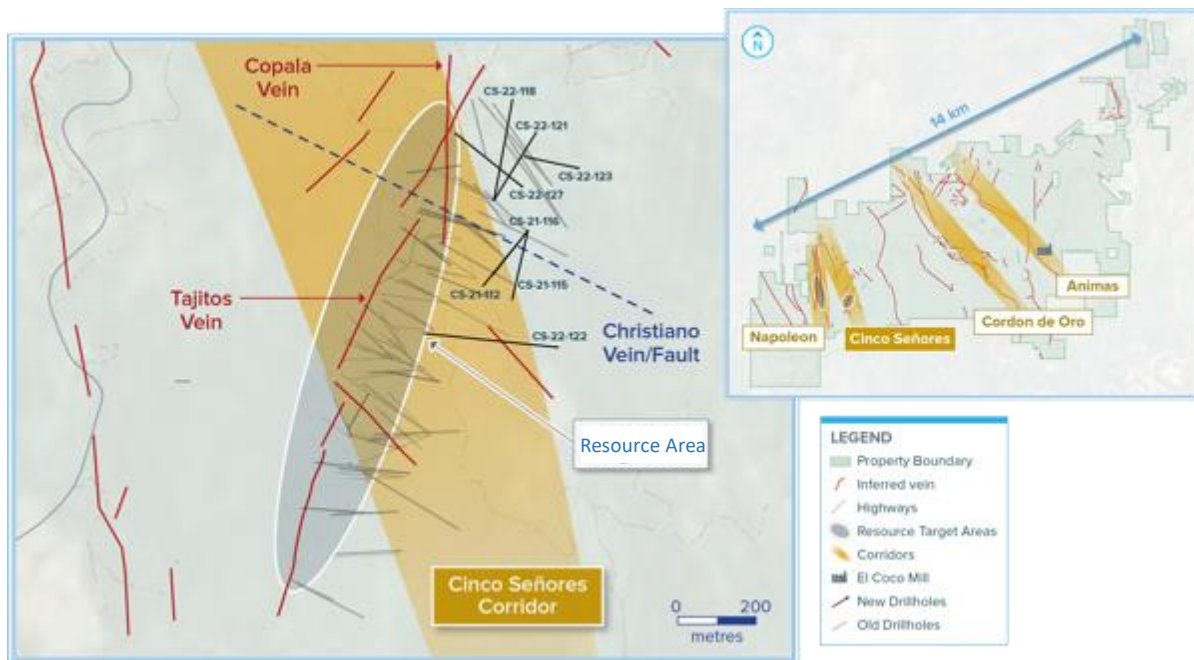 Copala
Vein
CS-22-118
CS-22-121
CS-22-123
CS-22-127
CS-21-116
CS-21-115
CS-21-112
Tajitos
Vein
Christiano
Vein/Fault
CS-22-122
Resource Area
Cinco Señores
Corridor
0 200
metres
N
14 km
Animas
Cordon de Oro
Napoleon
Cinco Señores
LEGEND
Property Boundary
Inferred vein
Highways
Resource Target Areas
Corridors
El Coco Mill
New Drillholes
Old Drillholes